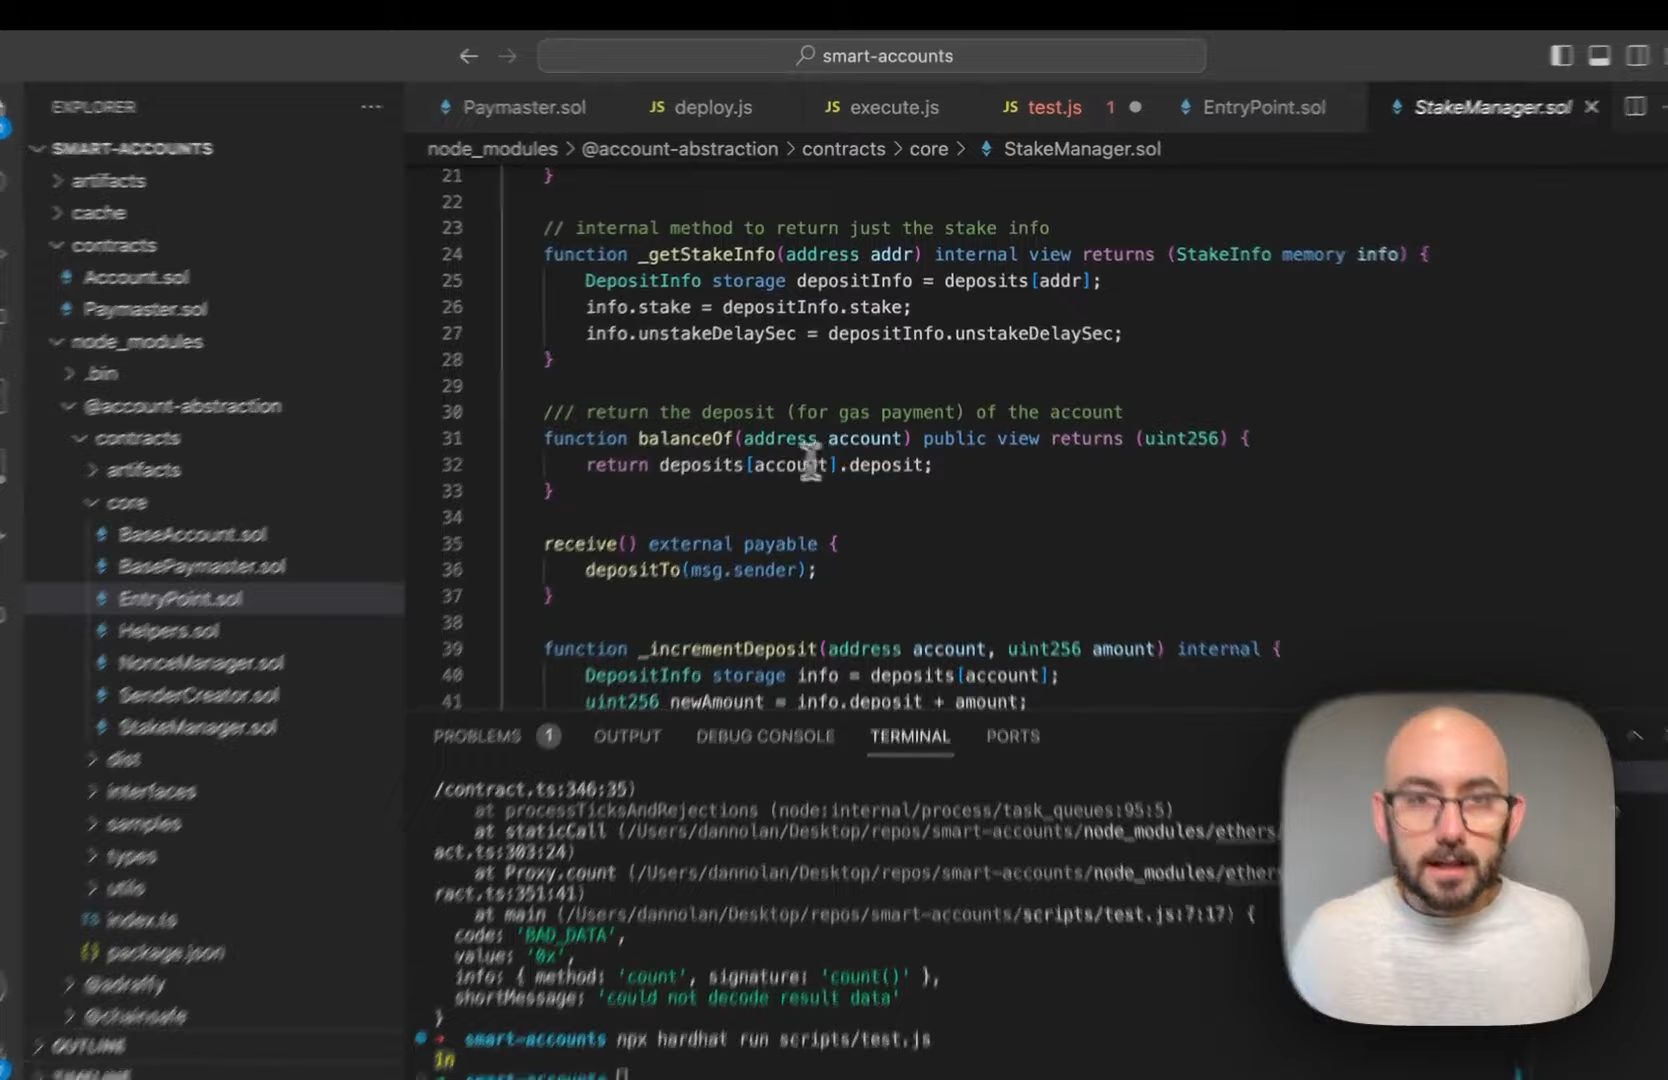 smart-accounts
EXPLORER
Paymaster.sol
JS deploy.js
JS execute.js
JS test.js 1
EntryPoint.sol
StakeManager.sol
SMART-ACCOUNTS
node_modules > @account-abstraction > contracts > core > StakeManager.sol
artifacts
cache
contracts
Account.sol
Paymaster.sol
node_modules
.bin
@account-abstraction
contracts
artifacts
core
BaseAccount.sol
BasePaymaster.sol
EntryPoint.sol
Helpers.sol
NonceManager.sol
SenderCreator.sol
StakeManager.sol
dist
interfaces
samples
types
utils
index.ts
package.json
@adraffy
@chainsafe
OUTLINE
TIMELINE
21 }
22
23 // internal method to return just the stake info
24 function _getStakeInfo(address addr) internal view returns (StakeInfo memory info) {
25 DepositInfo storage depositInfo = deposits[addr];
26 info.stake = depositInfo.stake;
27 info.unstakeDelaySec = depositInfo.unstakeDelaySec;
28 }
29
30 /// return the deposit (for gas payment) of the account
31 function balanceOf(address account) public view returns (uint256) {
32 return deposits[account].deposit;
33 }
34
35 receive() external payable {
36 depositTo(msg.sender);
37 }
38
39 function _incrementDeposit(address account, uint256 amount) internal {
40 DepositInfo storage info = deposits[account];
41 uint256 newAmount = info.deposit + amount;
PROBLEMS 1 OUTPUT DEBUG CONSOLE TERMINAL PORTS
/contract.ts:346:35)
at processTicksAndRejections (node:internal/process/task_queues:95:5)
at staticCall (/Users/dannolan/Desktop/repos/smart-accounts/node_modules/ethers/
act.ts:303:24)
at Proxy.count (/Users/dannolan/Desktop/repos/smart-accounts/node_modules/ethers
ract.ts:351:41)
at main (/Users/dannolan/Desktop/repos/smart-accounts/scripts/test.js:7:17) {
code: 'BAD_DATA',
value: '0x',
info: { method: 'count', signature: 'count()' },
shortMessage: 'could not decode result data'
}
smart-accounts npx hardhat run scripts/test.js
1n
smart-accounts